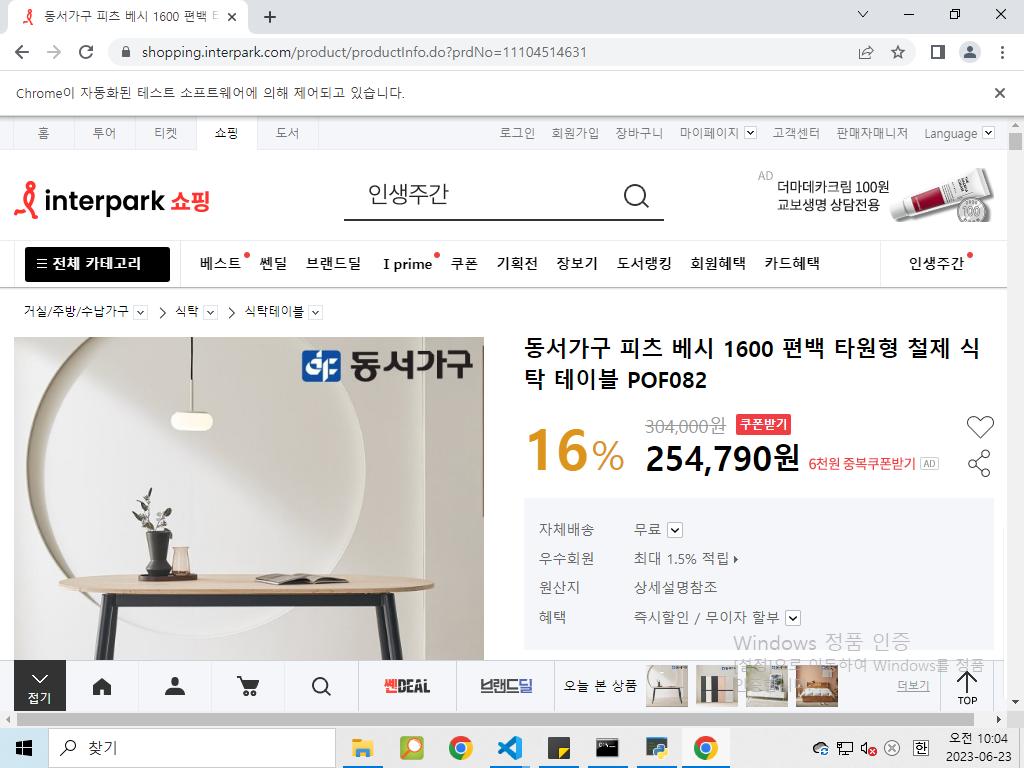 동서가구 피츠 베시 1600 편백 타
shopping.interpark.com/product/productInfo.do?prdNo=11104514631
Chrome이 자동화된 테스트 소프트웨어에 의해 제어되고 있습니다.
홈 투어 티켓 쇼핑 도서 로그인 회원가입 장바구니 마이페이지 고객센터 판매자매니저 Language
interpark 쇼핑 인생주간 AD 더마데카크림 100원
교보생명 상담전용
100
전체 카테고리 베스트 쎈딜 브랜드딜 I prime 쿠폰 기획전 장보기 도서랭킹 회원혜택 카드혜택 인생주간
거실/주방/수납가구 식탁 식탁테이블
동서가구
동서가구 피츠 베시 1600 편백 타원형 철제 식
탁 테이블 POF082
16% 304,000원 쿠폰받기
254,790원 6천원 중복쿠폰받기 AD
자체배송 무료
우수회원 최대 1.5% 적립
원산지 상세설명참조
혜택 즉시할인 / 무이자 할부
Windows 정품 인증
[설정]으로 이동하여 Windows를 정품
접기 쎈DEAL 브랜드딜 오늘 본 상품 더보기 TOP
찾기 한 오전 10:04
2023-06-23